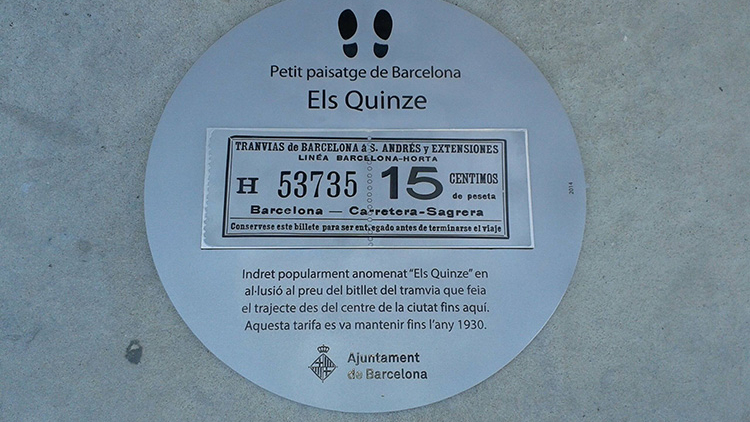 Petit paisatge de Barcelona
Els Quinze
TRANVIAS de BARCELONA á S. ANDRÉS y EXTENSIONES
LINEA BARCELONA-HORTA
H 53735 15 CENTIMOS
de peseta
Barcelona — Carretera-Sagrera
Conservese este billete para ser entregado antes de terminarse el viaje
Indret popularment anomenat "Els Quinze" en
al·lusió al preu del bitllet del tramvia que feia
el trajecte des del centre de la ciutat fins aquí.
Aquesta tarifa es va mantenir fins l'any 1930.
Ajuntament
de Barcelona
2014